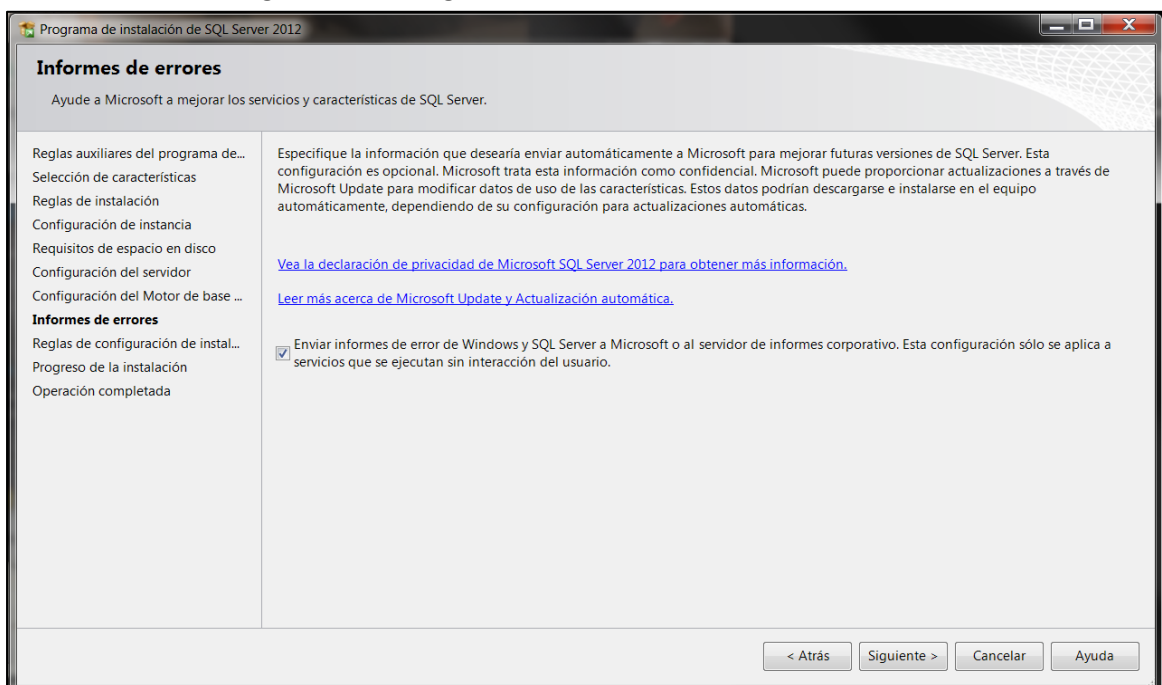 Programa de instalación de SQL Server 2012
Informes de errores
Ayude a Microsoft a mejorar los servicios y características de SQL Server.
Reglas auxiliares del programa de...
Selección de características
Reglas de instalación
Configuración de instancia
Requisitos de espacio en disco
Configuración del servidor
Configuración del Motor de base ...
Informes de errores
Reglas de configuración de instal...
Progreso de la instalación
Operación completada
Especifique la información que desearía enviar automáticamente a Microsoft para mejorar futuras versiones de SQL Server. Esta
configuración es opcional. Microsoft trata esta información como confidencial. Microsoft puede proporcionar actualizaciones a través de
Microsoft Update para modificar datos de uso de las características. Estos datos podrían descargarse e instalarse en el equipo
automáticamente, dependiendo de su configuración para actualizaciones automáticas.
Vea la declaración de privacidad de Microsoft SQL Server 2012 para obtener más información.
Leer más acerca de Microsoft Update y Actualización automática.
Enviar informes de error de Windows y SQL Server a Microsoft o al servidor de informes corporativo. Esta configuración sólo se aplica a
servicios que se ejecutan sin interacción del usuario.
< Atrás
Siguiente >
Cancelar
Ayuda